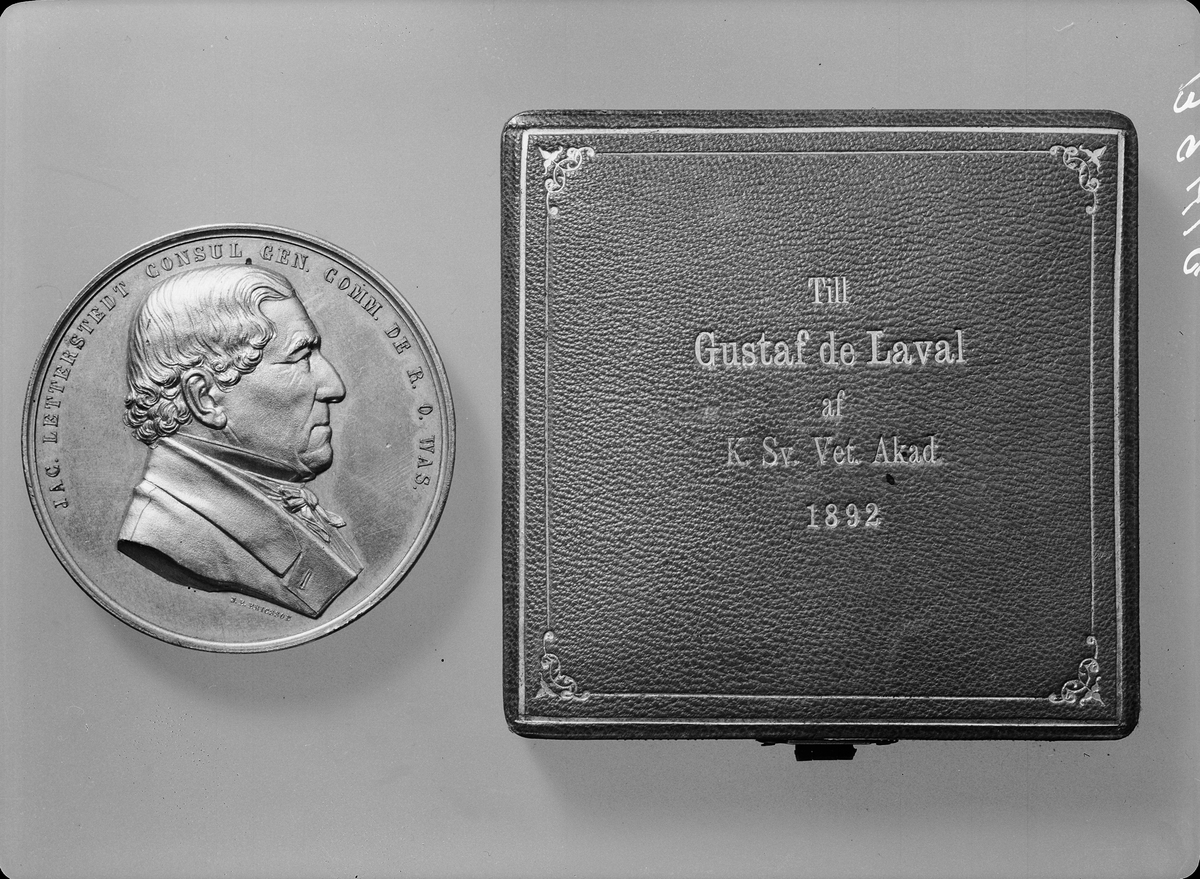 JAC. LETTERSTEDT CONSUL GEN. COMM. DE R. O. WAS.
Till
Gustaf de Laval
af
K. Sv. Vet. Akad.
1892